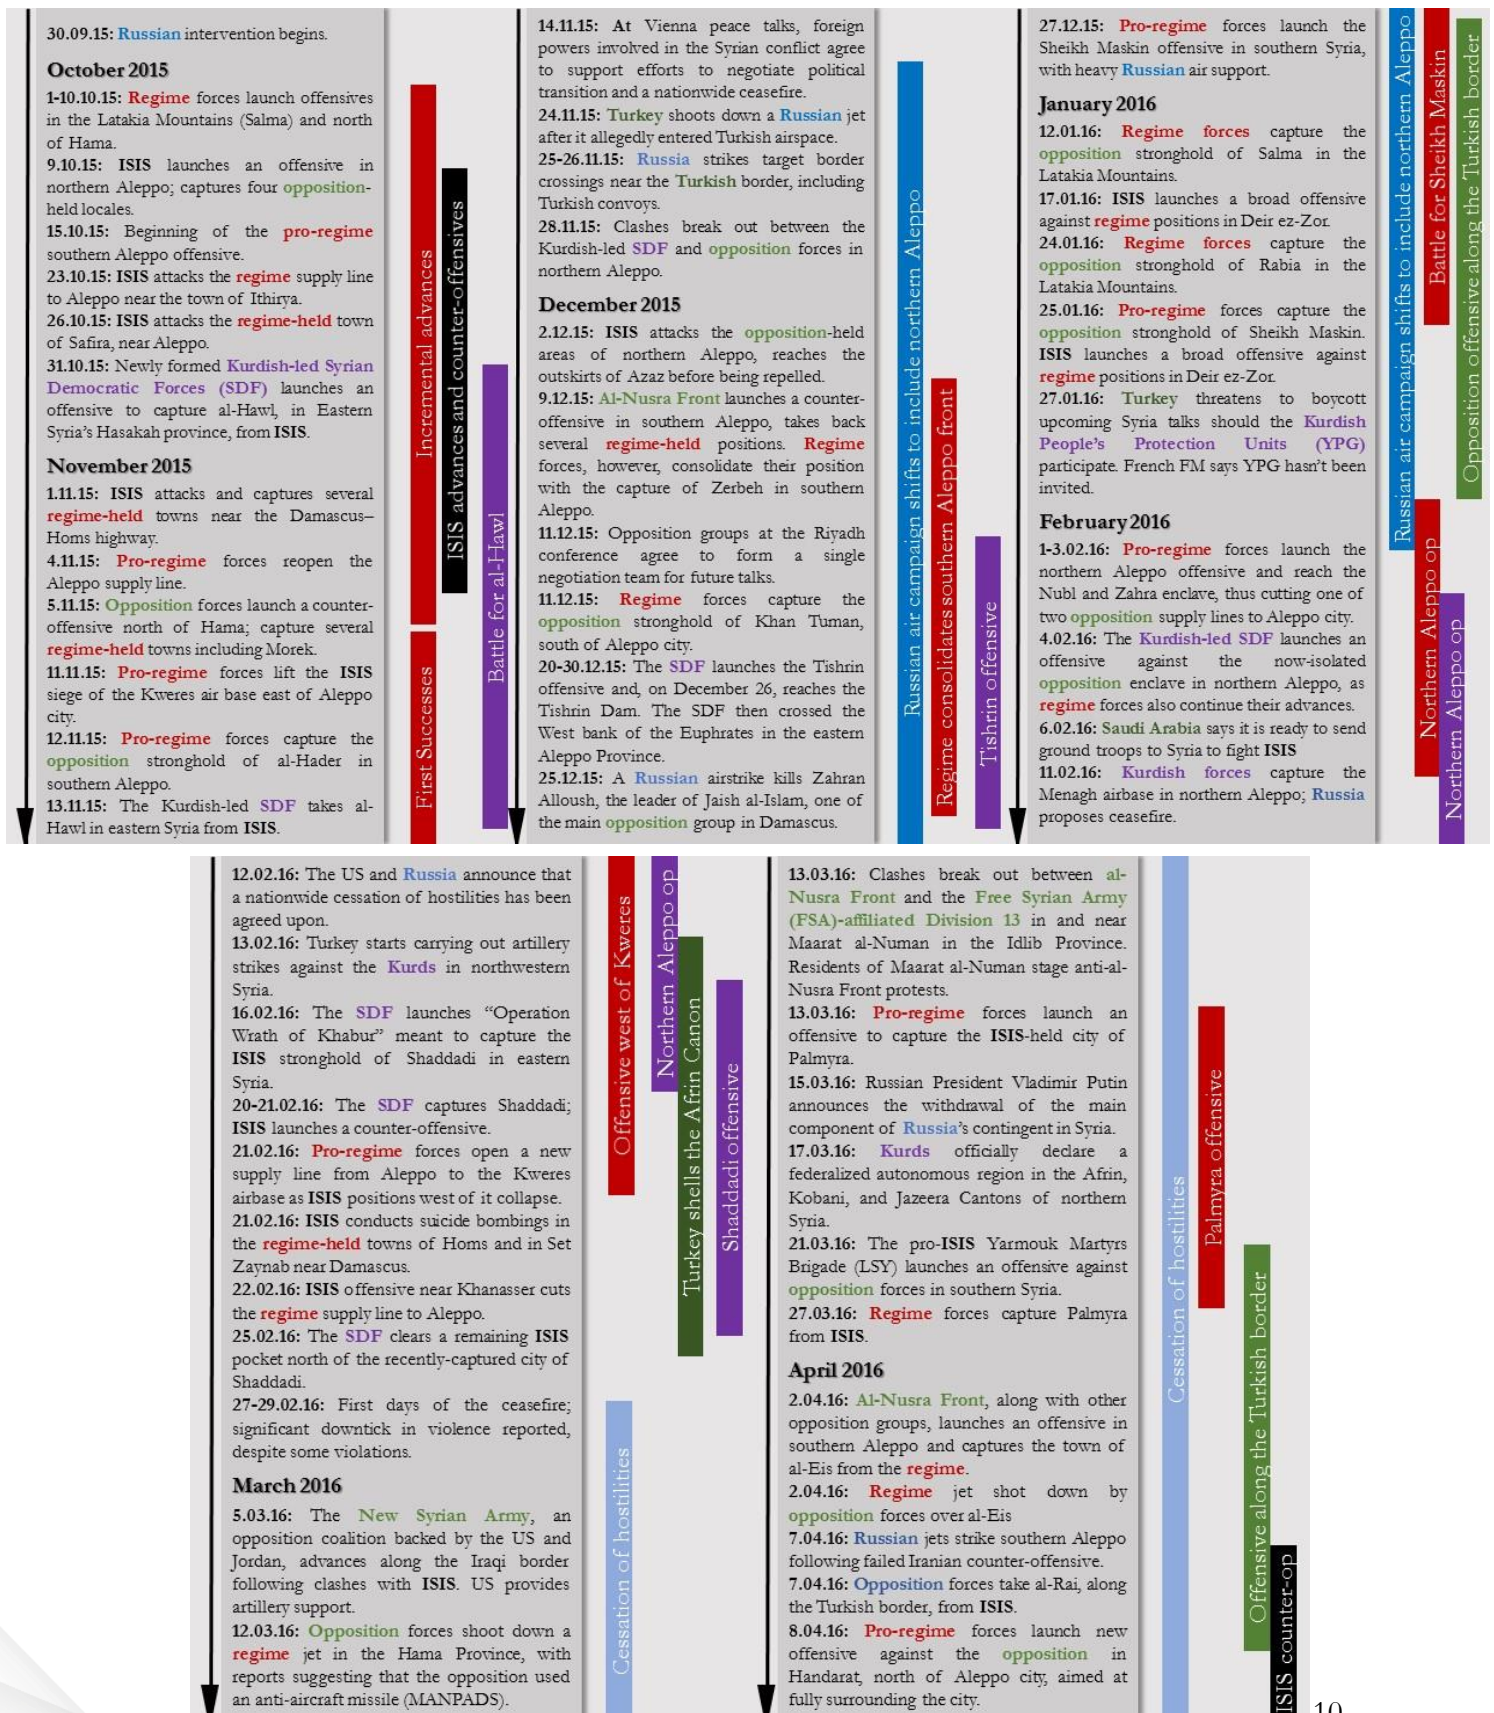 30.09.15: Russian intervention begins.
October 2015
1-10.10.15: Regime forces launch offensives
in the Latakia Mountains (Salma) and north
of Hama.
9.10.15: ISIS launches an offensive in
northern Aleppo; captures four opposition-
held locales.
15.10.15: Beginning of the pro-regime
southern Aleppo offensive.
23.10.15: ISIS attacks the regime supply line
to Aleppo near the town of Ithirya.
26.10.15: ISIS attacks the regime-held town
of Safira, near Aleppo.
31.10.15: Newly formed Kurdish-led Syrian
Democratic Forces (SDF) launches an
offensive to capture al-Hawl, in Eastern
Syria's Hasakah province, from ISIS.
November 2015
1.11.15: ISIS attacks and captures several
regime-held towns near the Damascus–
Homs highway.
4.11.15: Pro-regime forces reopen the
Aleppo supply line.
5.11.15: Opposition forces launch a counter-
offensive north of Hama; capture several
regime-held towns including Morek.
11.11.15: Pro-regime forces lift the ISIS
siege of the Kweres air base east of Aleppo
city.
12.11.15: Pro-regime forces capture the
opposition stronghold of al-Hader in
southern Aleppo.
13.11.15: The Kurdish-led SDF takes al-
Hawl in eastern Syria from ISIS.
Incremental advances
First Successes
ISIS advances and counter-offensives
Battle for al-Hawl
14.11.15: At Vienna peace talks, foreign
powers involved in the Syrian conflict agree
to support efforts to negotiate political
transition and a nationwide ceasefire.
24.11.15: Turkey shoots down a Russian jet
after it allegedly entered Turkish airspace.
25-26.11.15: Russia strikes target border
crossings near the Turkish border, including
Turkish convoys.
28.11.15: Clashes break out between the
Kurdish-led SDF and opposition forces in
northern Aleppo.
December 2015
2.12.15: ISIS attacks the opposition-held
areas of northern Aleppo, reaches the
outskirts of Azaz before being repelled.
9.12.15: Al-Nusra Front launches a counter-
offensive in southern Aleppo, takes back
several regime-held positions. Regime
forces, however, consolidate their position
with the capture of Zerbeh in southern
Aleppo.
11.12.15: Opposition groups at the Riyadh
conference agree to form a single
negotiation team for future talks.
11.12.15: Regime forces capture the
opposition stronghold of Khan Tuman,
south of Aleppo city.
20-30.12.15: The SDF launches the Tishrin
offensive and, on December 26, reaches the
Tishrin Dam. The SDF then crossed the
West bank of the Euphrates in the eastern
Aleppo Province.
25.12.15: A Russian airstrike kills Zahran
Alloush, the leader of Jaish al-Islam, one of
the main opposition group in Damascus.
Russian air campaign shifts to include northern Aleppo
Regime consolidates southern Aleppo front
Tishrin offensive
27.12.15: Pro-regime forces launch the
Sheikh Maskin offensive in southern Syria,
with heavy Russian air support.
January 2016
12.01.16: Regime forces capture the
opposition stronghold of Salma in the
Latakia Mountains.
17.01.16: ISIS launches a broad offensive
against regime positions in Deir ez-Zor.
24.01.16: Regime forces capture the
opposition stronghold of Rabia in the
Latakia Mountains.
25.01.16: Pro-regime forces capture the
opposition stronghold of Sheikh Maskin.
ISIS launches a broad offensive against
regime positions in Deir ez-Zor.
27.01.16: Turkey threatens to boycott
upcoming Syria talks should the Kurdish
People's Protection Units (YPG)
participate. French FM says YPG hasn't been
invited.
February 2016
1-3.02.16: Pro-regime forces launch the
northern Aleppo offensive and reach the
Nubl and Zahra enclave, thus cutting one of
two opposition supply lines to Aleppo city.
4.02.16: The Kurdish-led SDF launches an
offensive against the now-isolated
opposition enclave in northern Aleppo, as
regime forces also continue their advances.
6.02.16: Saudi Arabia says it is ready to send
ground troops to Syria to fight ISIS
11.02.16: Kurdish forces capture the
Menagh airbase in northern Aleppo; Russia
proposes ceasefire.
Russian air campaign shifts to include northern Aleppo
Battle for Sheikh Maskin
Opposition offensive along the Turkish border
Northern Aleppo op
Northern Aleppo op
12.02.16: The US and Russia announce that
a nationwide cessation of hostilities has been
agreed upon.
13.02.16: Turkey starts carrying out artillery
strikes against the Kurds in northwestern
Syria.
16.02.16: The SDF launches “Operation
Wrath of Khabur” meant to capture the
ISIS stronghold of Shaddadi in eastern
Syria.
20-21.02.16: The SDF captures Shaddadi;
ISIS launches a counter-offensive.
21.02.16: Pro-regime forces open a new
supply line from Aleppo to the Kweres
airbase as ISIS positions west of it collapse.
21.02.16: ISIS conducts suicide bombings in
the regime-held towns of Homs and in Set
Zaynab near Damascus.
22.02.16: ISIS offensive near Khanasser cuts
the regime supply line to Aleppo.
25.02.16: The SDF clears a remaining ISIS
pocket north of the recently-captured city of
Shaddadi.
27-29.02.16: First days of the ceasefire;
significant downtick in violence reported,
despite some violations.
March 2016
5.03.16: The New Syrian Army, an
opposition coalition backed by the US and
Jordan, advances along the Iraqi border
following clashes with ISIS. US provides
artillery support.
12.03.16: Opposition forces shoot down a
regime jet in the Hama Province, with
reports suggesting that the opposition used
an anti-aircraft missile (MANPADS).
Offensive west of Kweres
Northern Aleppo op
Turkey shells the Afrin Canon
Shaddadi offensive
Cessation of hostilities
13.03.16: Clashes break out between al-
Nusra Front and the Free Syrian Army
(FSA)-affiliated Division 13 in and near
Maarat al-Numan in the Idlib Province.
Residents of Maarat al-Numan stage anti-al-
Nusra Front protests.
13.03.16: Pro-regime forces launch an
offensive to capture the ISIS-held city of
Palmyra.
15.03.16: Russian President Vladimir Putin
announces the withdrawal of the main
component of Russia's contingent in Syria.
17.03.16: Kurds officially declare a
federalized autonomous region in the Afrin,
Kobani, and Jazeera Cantons of northern
Syria.
21.03.16: The pro-ISIS Yarmouk Martyrs
Brigade (LSY) launches an offensive against
opposition forces in southern Syria.
27.03.16: Regime forces capture Palmyra
from ISIS.
April 2016
2.04.16: Al-Nusra Front, along with other
opposition groups, launches an offensive in
southern Aleppo and captures the town of
al-Eis from the regime.
2.04.16: Regime jet shot down by
opposition forces over al-Eis
7.04.16: Russian jets strike southern Aleppo
following failed Iranian counter-offensive.
7.04.16: Opposition forces take al-Rai, along
the Turkish border, from ISIS.
8.04.16: Pro-regime forces launch new
offensive against the opposition in
Handarat, north of Aleppo city, aimed at
fully surrounding the city.
Cessation of hostilities
Palmyra offensive
Offensive along the Turkish border
ISIS counter-op